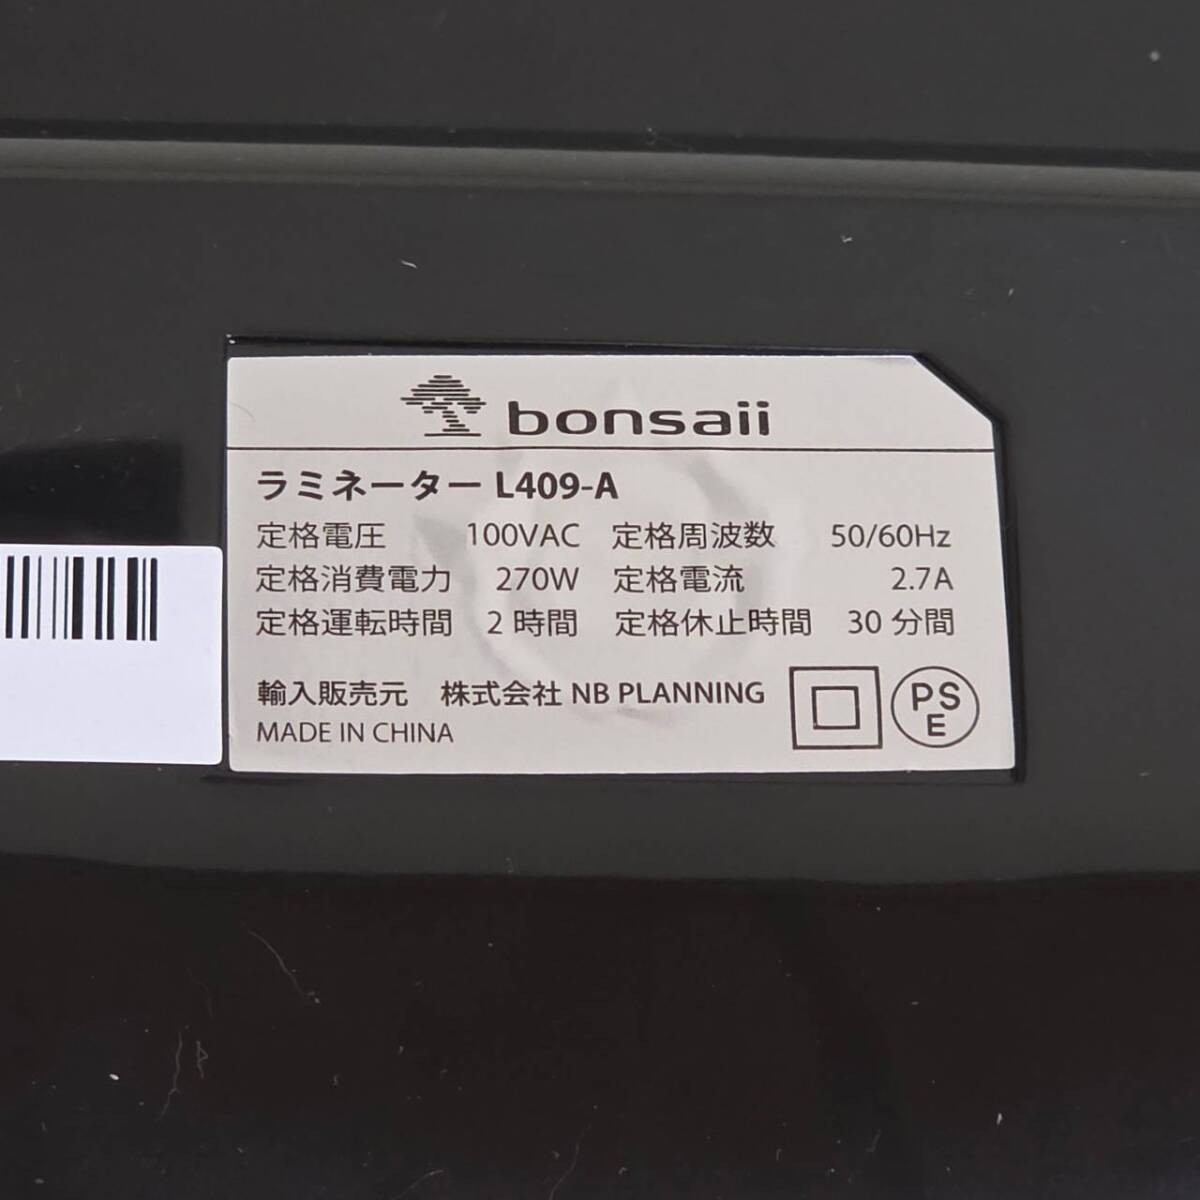 bonsaii
ラミネーター L409-A
定格電圧 100VAC 定格周波数 50/60Hz
定格消費電力 270W 定格電流 2.7A
定格運転時間 2 時間 定格休止時間 30 分間
輸入販売元 株式会社 NB PLANNING
MADE IN CHINA
PS
E